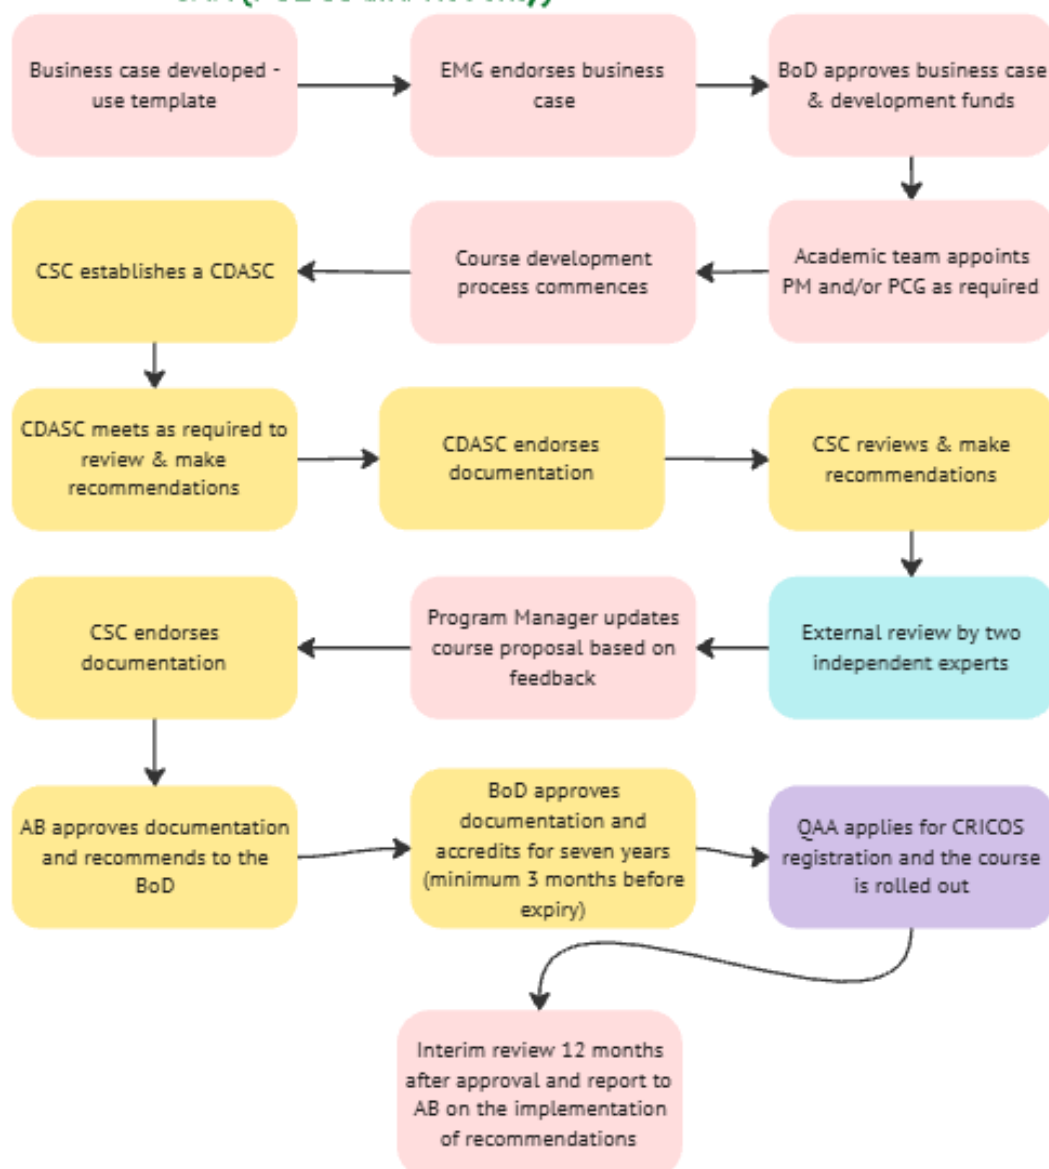 Business case developed -
use template
EMG endorses business
case
BoD approves business case
& development funds
CSC establishes a CDASC
Course development
process commences
Academic team appoints
PM and/or PCG as required
CDASC meets as required to
review & make
recommendations
CDASC endorses
documentation
CSC reviews & make
recommendations
CSC endorses
documentation
Program Manager updates
course proposal based on
feedback
External review by two
independent experts
AB approves documentation
and recommends to the
BoD
BoD approves
documentation and
accredits for seven years
(minimum 3 months before
expiry)
QAA applies for CRICOS
registration and the course
is rolled out
Interim review 12 months
after approval and report to
AB on the implementation
of recommendations